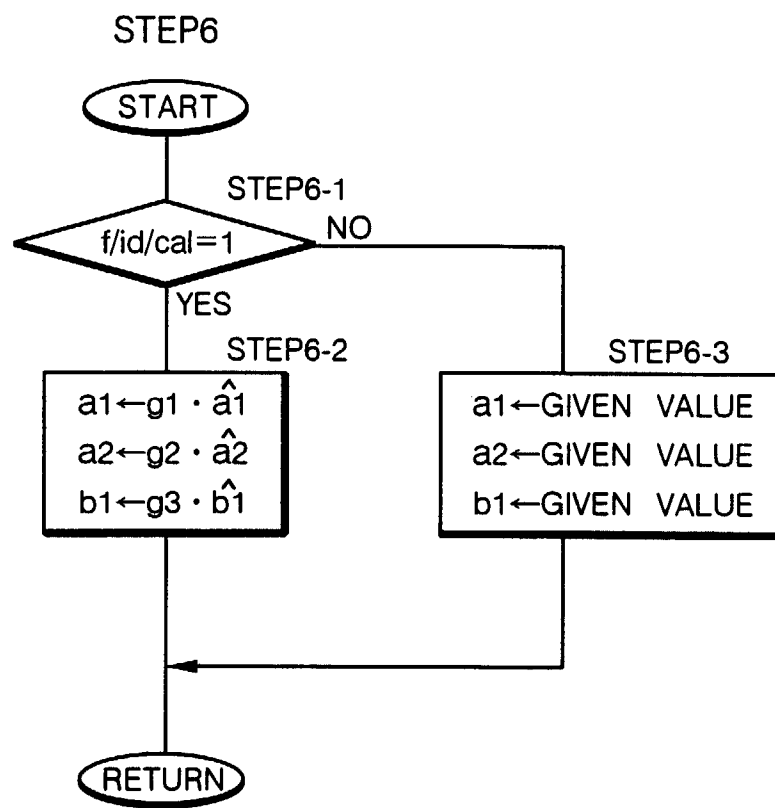 STEP6
START
STEP6-1
f/id/cal=1
NO
YES
STEP6-2
a1←g1・â1
a2←g2・â2
b1←g3・b̂1
STEP6-3
a1←GIVEN VALUE
a2←GIVEN VALUE
b1←GIVEN VALUE
RETURN